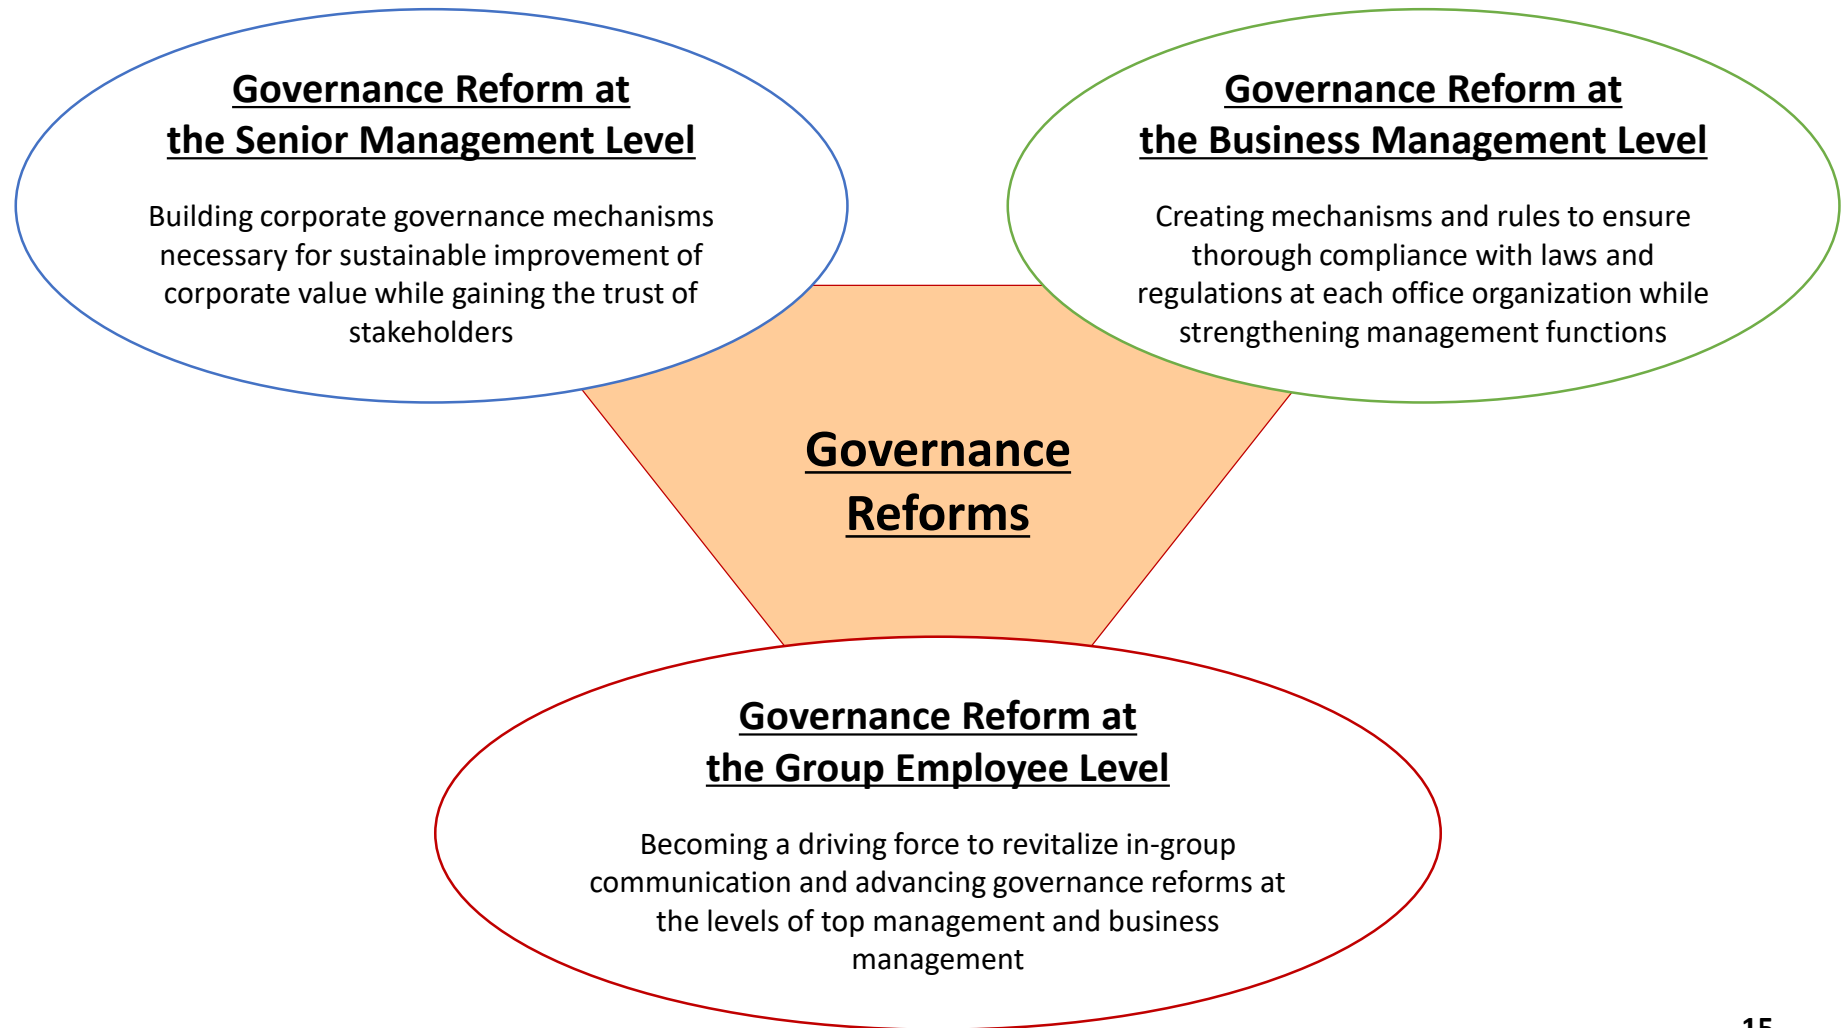 Governance Reform at
the Senior Management Level
Building corporate governance mechanisms
necessary for sustainable improvement of
corporate value while gaining the trust of
stakeholders
Governance Reform at
the Business Management Level
Creating mechanisms and rules to ensure
thorough compliance with laws and
regulations at each office organization while
strengthening management functions
Governance
Reforms
Governance Reform at
the Group Employee Level
Becoming a driving force to revitalize in-group
communication and advancing governance reforms at
the levels of top management and business
management
15